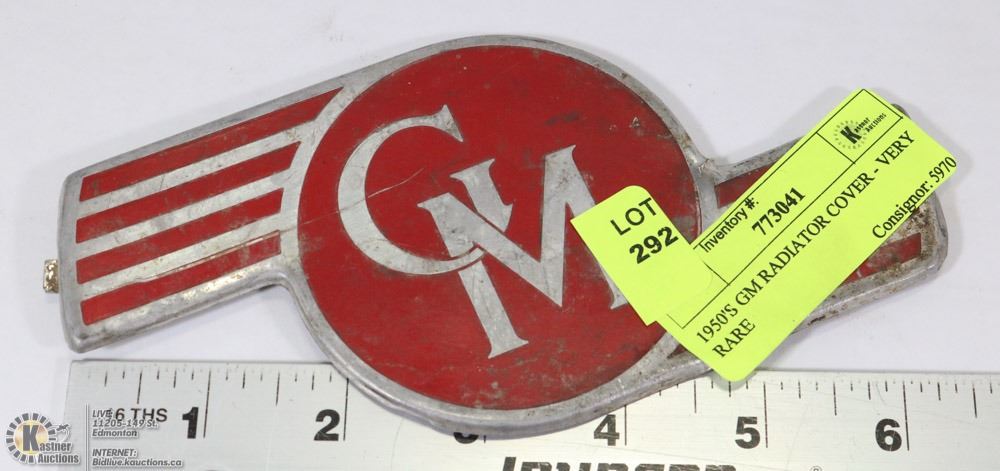 GM
LOT
292
Kastner
Auctions
Inventory #:
773041
1950'S GM RADIATOR COVER - VERY
RARE
Consignor: 5970
6 THS
1 2 3 4 5 6
LIVE:
11205-149 St.
Edmonton
INTERNET:
Bidlive.kauctions.ca
Kastner
Auctions